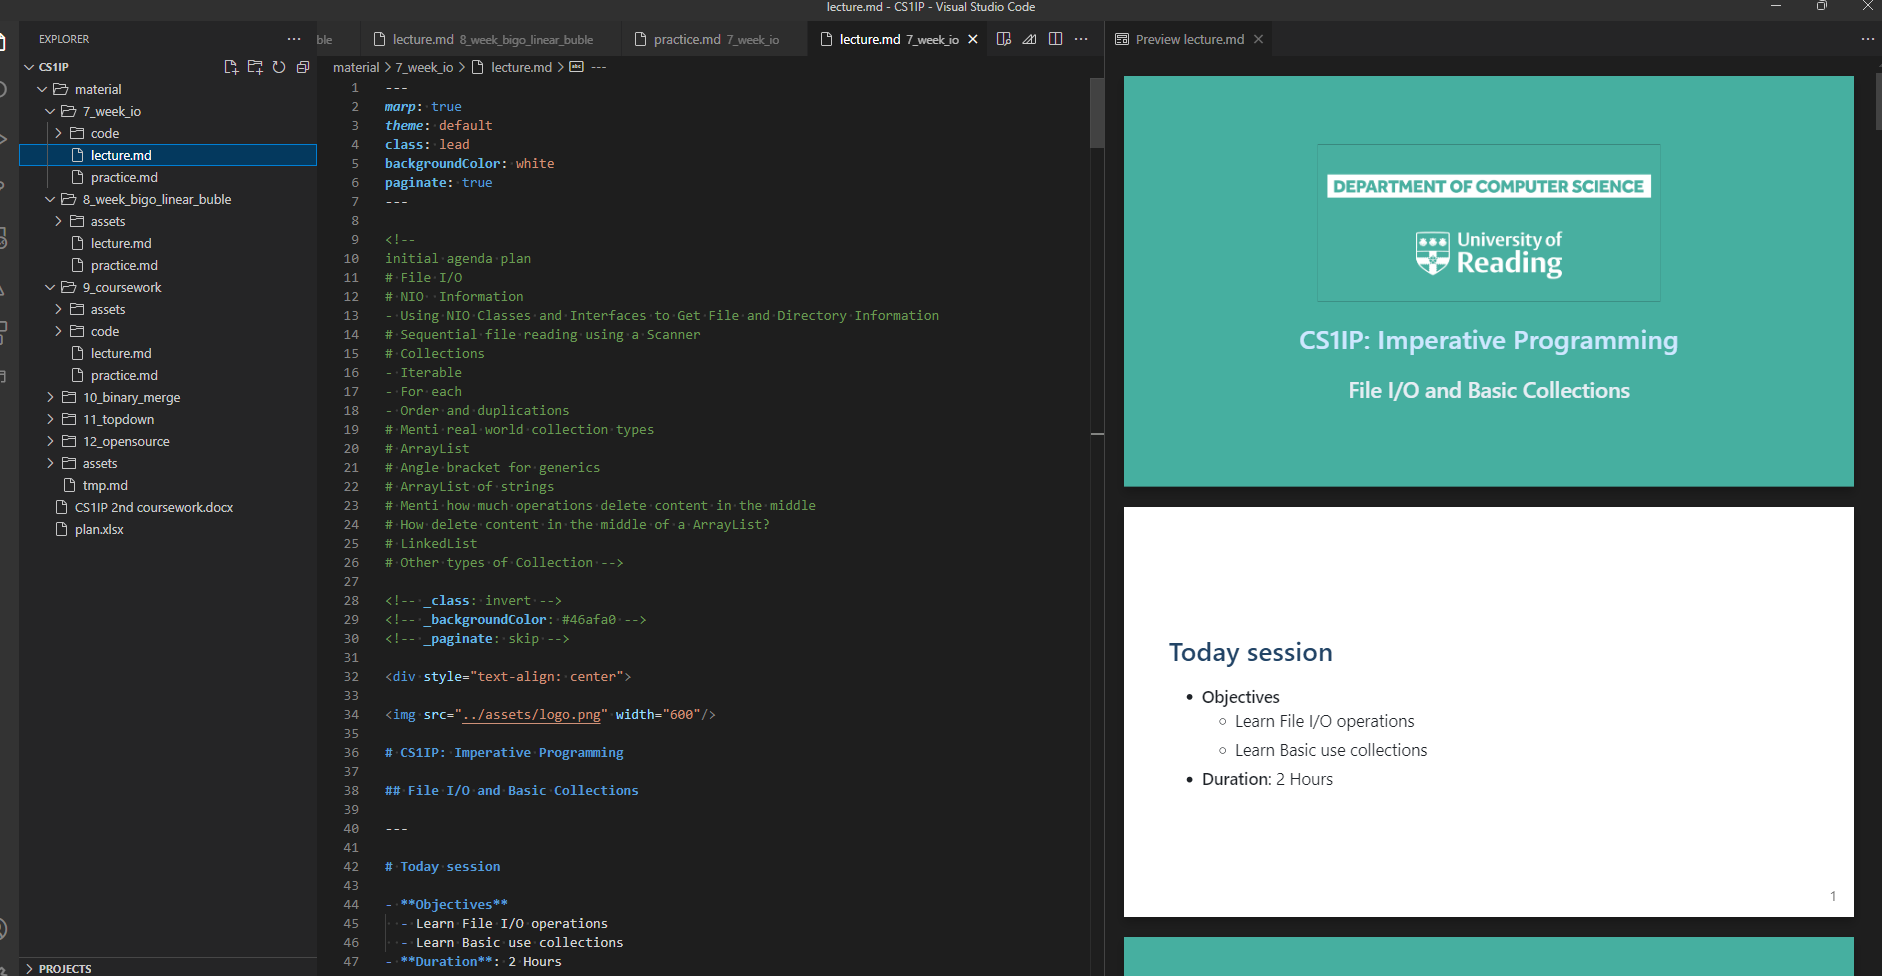 lecture.md - CS1IP - Visual Studio Code
EXPLORER
CS1IP
material
7_week_io
code
lecture.md
practice.md
8_week_bigo_linear_buble
assets
lecture.md
practice.md
9_coursework
assets
code
lecture.md
practice.md
10_binary_merge
11_topdown
12_opensource
assets
tmp.md
CS1IP 2nd coursework.docx
plan.xlsx
PROJECTS
ble
lecture.md 8_week_bigo_linear_buble
practice.md 7_week_io
lecture.md 7_week_io
material > 7_week_io > lecture.md > abc ---
1 ---
2 marp: true
3 theme: default
4 class: lead
5 backgroundColor: white
6 paginate: true
7 ---
8
9 <!--
10 initial agenda plan
11 # File I/O
12 # NIO  Information
13 - Using NIO Classes and Interfaces to Get File and Directory Information
14 # Sequential file reading using a Scanner
15 # Collections
16 - Iterable
17 - For each
18 - Order and duplications
19 # Menti real world collection types
20 # ArrayList
21 # Angle bracket for generics
22 # ArrayList of strings
23 # Menti how much operations delete content in the middle
24 # How delete content in the middle of a ArrayList?
25 # LinkedList
26 # Other types of Collection -->
27
28 <!-- _class: invert -->
29 <!-- _backgroundColor: #46afa0 -->
30 <!-- _paginate: skip -->
31
32 <div style="text-align: center">
33
34 <img src="../assets/logo.png" width="600"/>
35
36 # CS1IP: Imperative Programming
37
38 ## File I/O and Basic Collections
39
40 ---
41
42 # Today session
43
44 - **Objectives**
45   - Learn File I/O operations
46   - Learn Basic use collections
47 - **Duration**: 2 Hours
Preview lecture.md
DEPARTMENT OF COMPUTER SCIENCE
University of
Reading
CS1IP: Imperative Programming
File I/O and Basic Collections
Today session
• Objectives
○ Learn File I/O operations
○ Learn Basic use collections
• Duration: 2 Hours
1